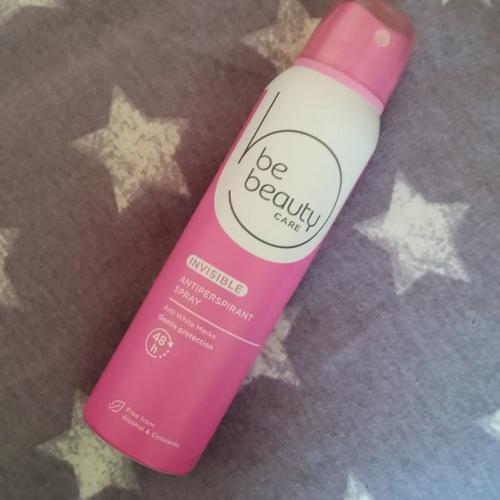 be
beauty
CARE
INVISIBLE
ANTIPERSPIRANT
SPRAY
Anti White Marks
Gentle protection
48
h
Free from
Alcohol & Colorants